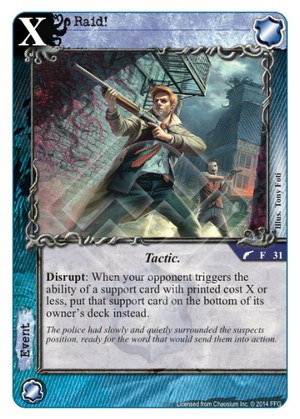 X
Raid!
Illus. Tony Foti
F 31
Tactic.
Disrupt: When your opponent triggers the
ability of a support card with printed cost X or
less, put that support card on the bottom of its
owner's deck instead.
The police had slowly and quietly surrounded the suspects
position, ready for the word that would send them into action.
Event
Licensed from Chaosium Inc. © 2014 FFG